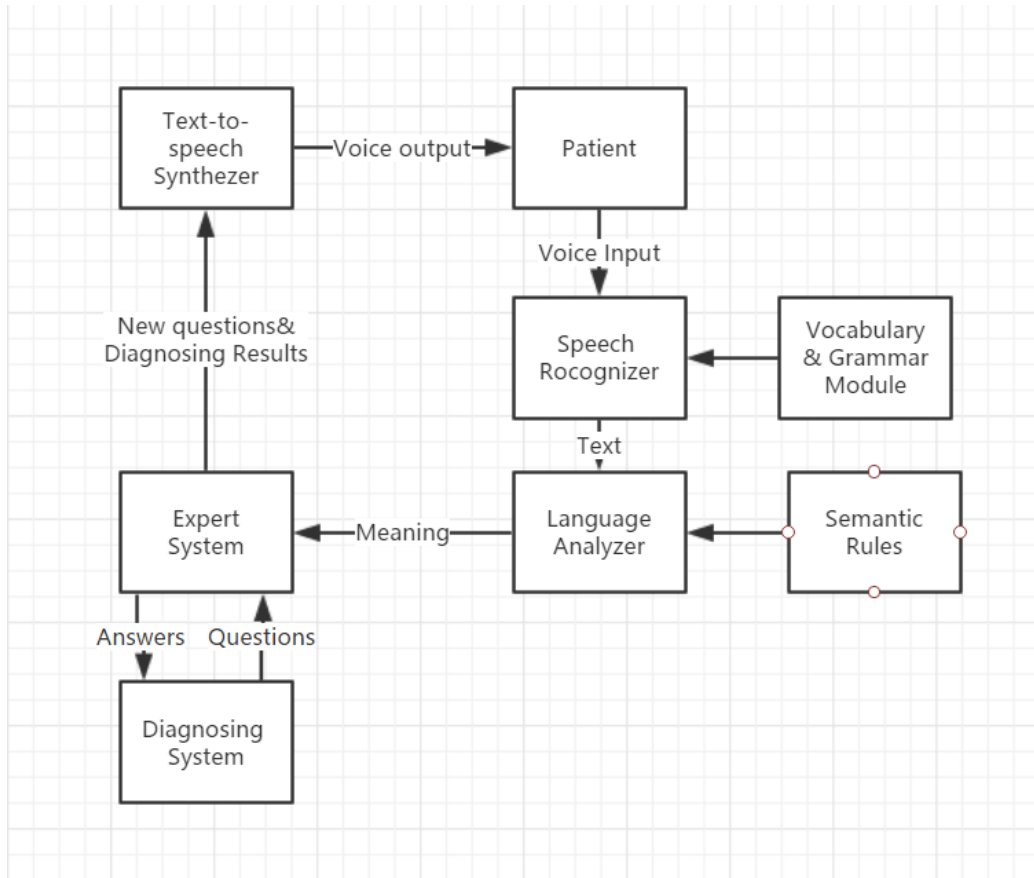 Text-to-
speech
Synthezer
Voice output
Patient
Voice Input
New questions&
Diagnosing Results
Speech
Rocognizer
Vocabulary
& Grammar
Module
Text
Expert
System
Meaning
Language
Analyzer
Semantic
Rules
Answers
Questions
Diagnosing
System